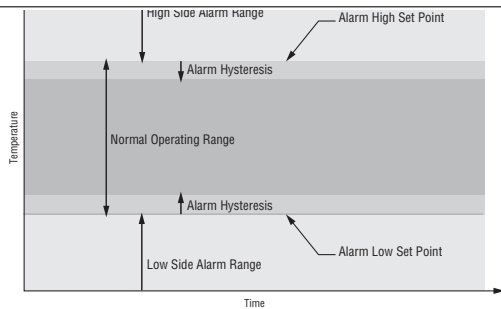 High Side Alarm Range
Alarm High Set Point
Alarm Hysteresis
Normal Operating Range
Temperature
Alarm Hysteresis
Alarm Low Set Point
Low Side Alarm Range
Time